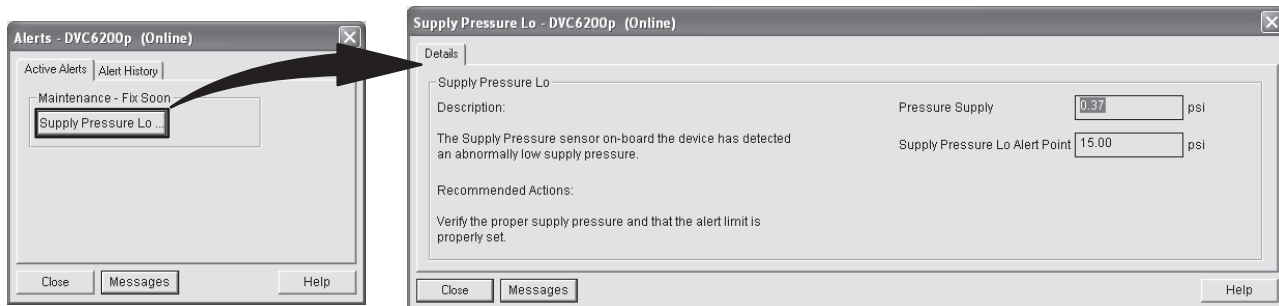 Alerts - DVC6200p (Online)
Active Alerts
Alert History
Maintenance - Fix Soon
Supply Pressure Lo ...
Close
Messages
Help
Supply Pressure Lo - DVC6200p (Online)
Details
Supply Pressure Lo
Description:
The Supply Pressure sensor on-board the device has detected
an abnormally low supply pressure.
Recommended Actions:
Verify the proper supply pressure and that the alert limit is
properly set.
Pressure Supply 0.37 psi
Supply Pressure Lo Alert Point 15.00 psi
Close
Messages
Help